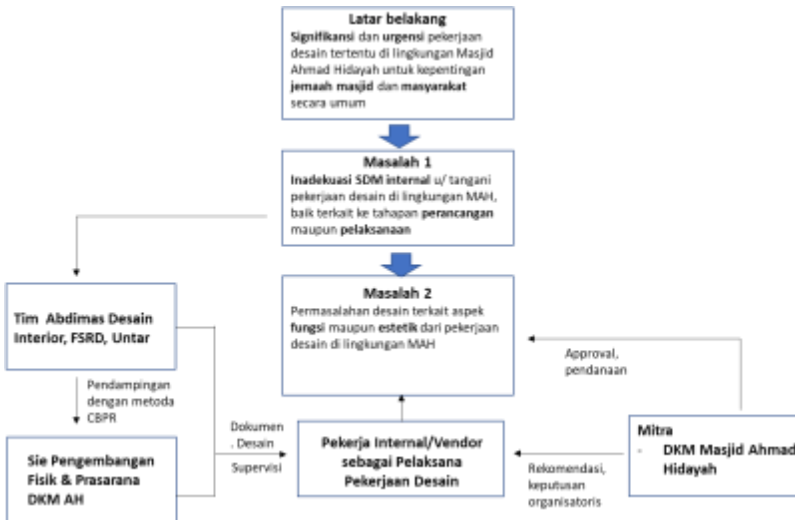 Latar belakang
Signifikansi dan urgensi pekerjaan
desain tertentu di lingkungan Masjid
Ahmad Hidayah untuk kepentingan
jemaah masjid dan masyarakat
secara umum
Masalah 1
Inadekuasi SDM internal u/ tangani
pekerjaan desain di lingkungan MAH,
baik terkait ke tahapan perancangan
maupun pelaksanaan
Masalah 2
Permasalahan desain terkait aspek
fungsi maupun estetik dari pekerjaan
desain di lingkungan MAH
Tim Abdimas Desain
Interior, FSRD, Untar
Pendampingan
dengan metoda
CBPR
Sie Pengembangan
Fisik & Prasarana
DKM AH
Dokumen
. Desain
Supervisi
Pekerja Internal/Vendor
sebagai Pelaksana
Pekerjaan Desain
Approval,
pendanaan
Rekomendasi,
keputusan
organisatoris
Mitra
- DKM Masjid Ahmad
Hidayah